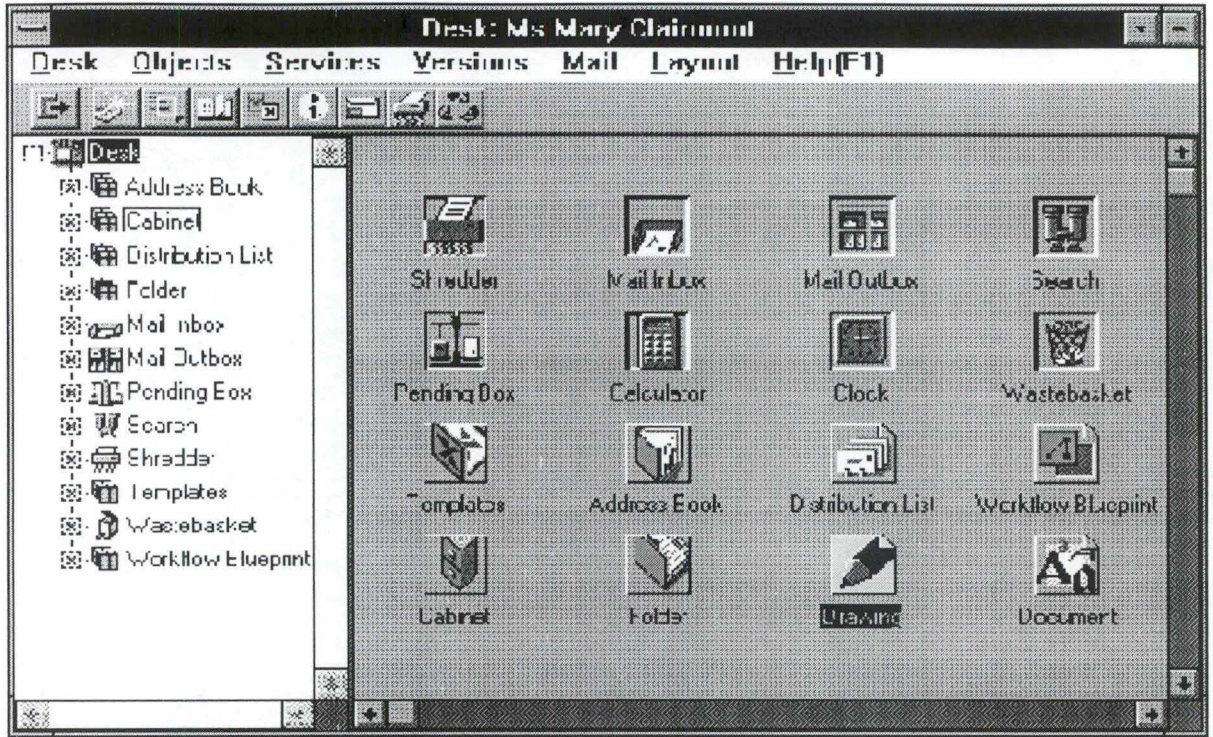 Desk: Ms Mary Clairmont
Desk Objects Services Versions Mail Layout Help(F1)
Desk
Address Book
Cabinet
Distribution List
Folder
Mail Inbox
Mail Outbox
Pending Box
Search
Shredder
Templates
Wastebasket
Workflow Blueprint
Shredder Mail Inbox Mail Outbox Search
Pending Box Calculator Clock Wastebasket
Templates Address Book Distribution List Workflow Blueprint
Cabinet Folder Drawing Document